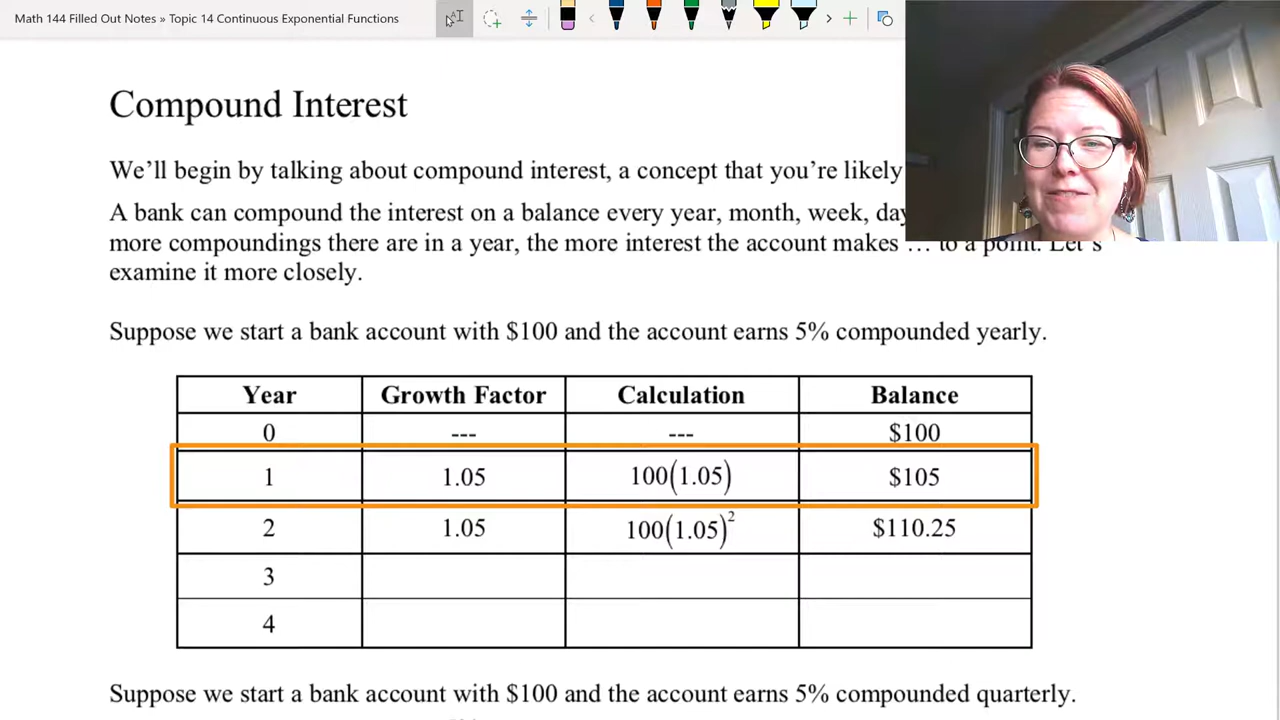 Math 144 Filled Out Notes » Topic 14 Continuous Exponential Functions
Compound Interest
We'll begin by talking about compound interest, a concept that you're likely
A bank can compound the interest on a balance every year, month, week, day
more compoundings there are in a year, the more interest the account makes … to a point. Let's
examine it more closely.
Suppose we start a bank account with $100 and the account earns 5% compounded yearly.
Year Growth Factor Calculation Balance
0 --- --- $100
1 1.05 100(1.05) $105
2 1.05 100(1.05)² $110.25
3
4
Suppose we start a bank account with $100 and the account earns 5% compounded quarterly.